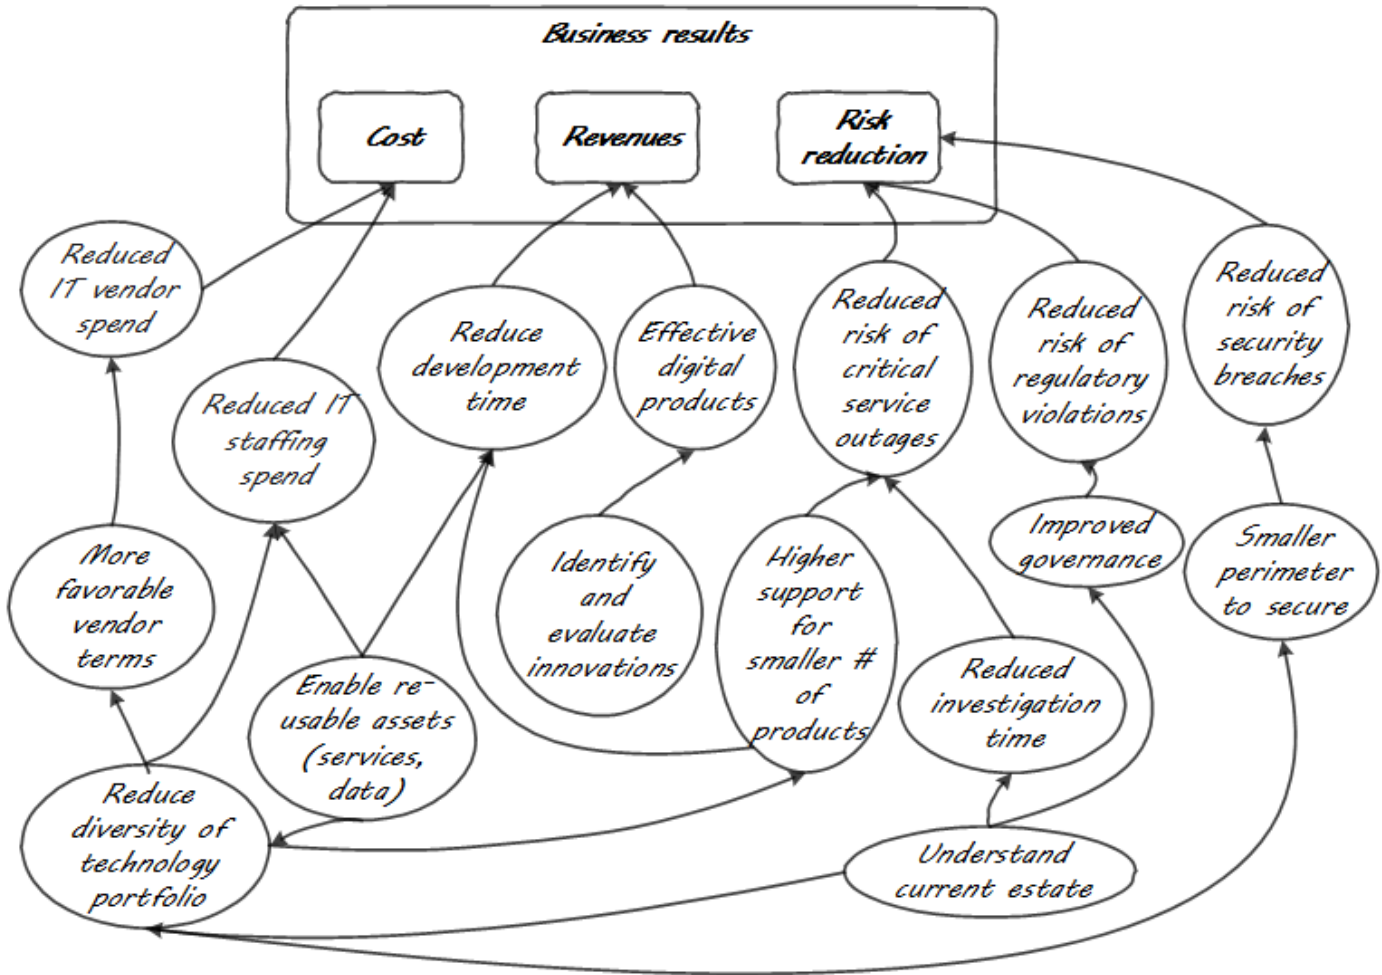 Business results
Cost
Revenues
Risk
reduction
Reduced
IT vendor
spend
Reduced IT
staffing
spend
Reduce
development
time
Effective
digital
products
Reduced
risk of
critical
service
outages
Reduced
risk of
regulatory
violations
Reduced
risk of
security
breaches
More
favorable
vendor
terms
Enable re-
usable assets
(services,
data)
Identify
and
evaluate
innovations
Higher
support
for
smaller #
of
products
Improved
governance
Smaller
perimeter
to secure
Reduced
investigation
time
Reduce
diversity of
technology
portfolio
Understand
current estate